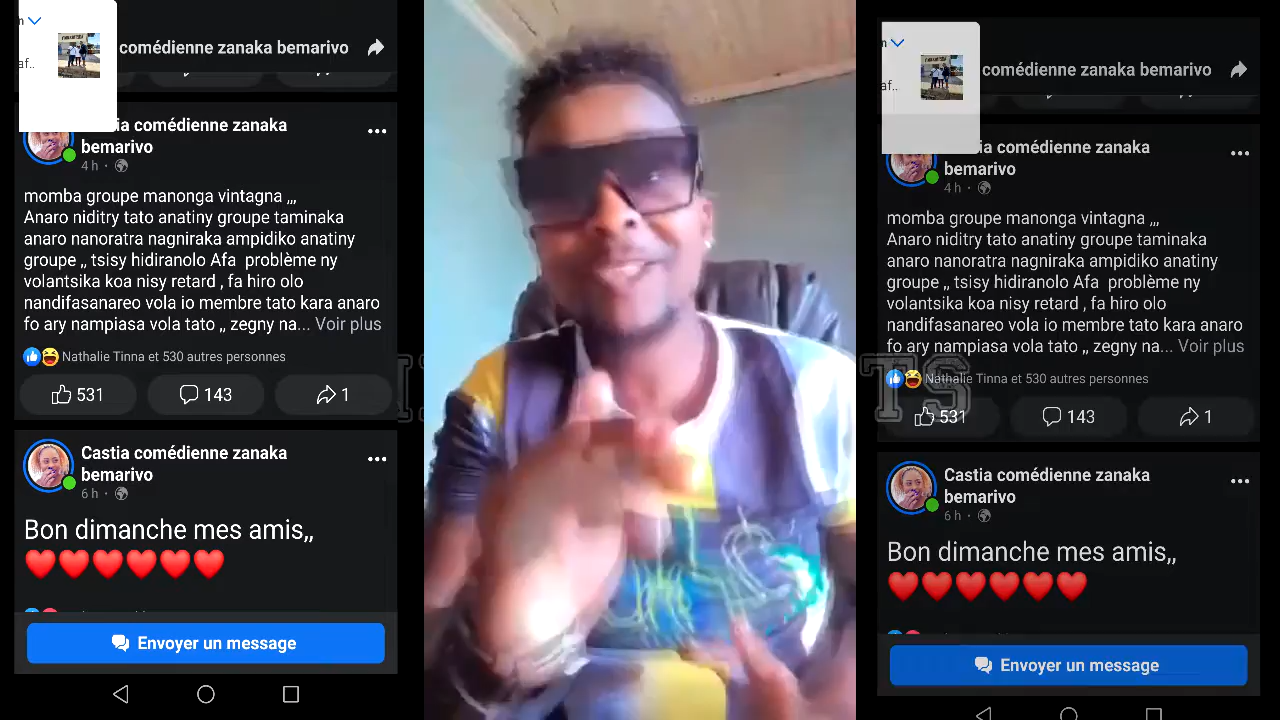 n
af..
comédienne zanaka bemarivo
comédienne zanaka
bemarivo
4 h
momba groupe manonga vintagna ,,,
Anaro niditry tato anatiny groupe taminaka
anaro nanoratra nagniraka ampidiko anatiny
groupe ,, tsisy hidiranolo Afa problème ny
volantsika koa nisy retard , fa hiro olo
nandifasanareo vola io membre tato kara anaro
fo ary nampiasa vola tato ,, zegny na... Voir plus
Nathalie Tinna et 530 autres personnes
531 143 1
Castia comédienne zanaka
bemarivo
6 h
Bon dimanche mes amis,,
Envoyer un message
n
af..
comédienne zanaka bemarivo
comédienne zanaka
bemarivo
4 h
momba groupe manonga vintagna ,,,
Anaro niditry tato anatiny groupe taminaka
anaro nanoratra nagniraka ampidiko anatiny
groupe ,, tsisy hidiranolo Afa problème ny
volantsika koa nisy retard , fa hiro olo
nandifasanareo vola io membre tato kara anaro
fo ary nampiasa vola tato ,, zegny na... Voir plus
Nathalie Tinna et 530 autres personnes
531 143 1
Castia comédienne zanaka
bemarivo
6 h
Bon dimanche mes amis,,
Envoyer un message